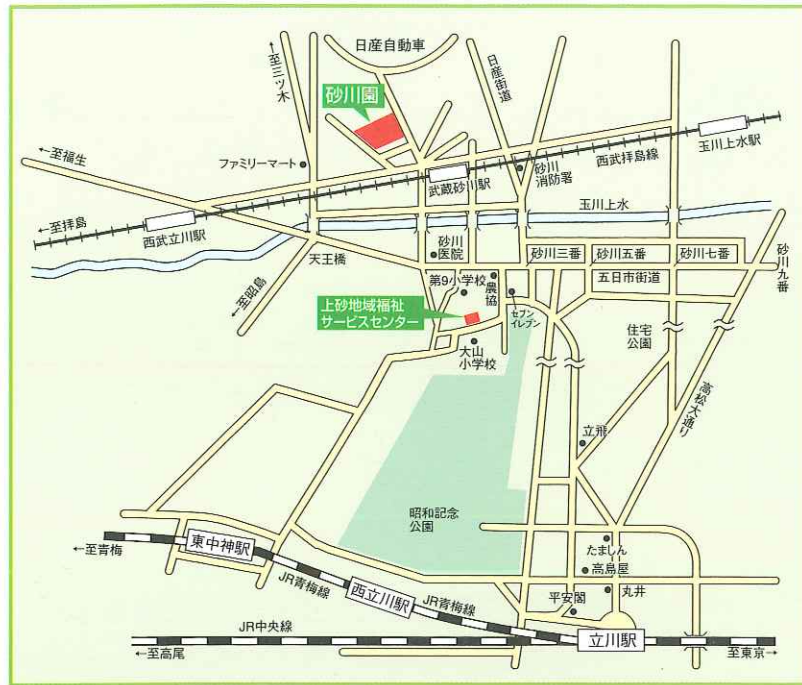 日産自動車
←至三ツ木
砂川園
日産街道
玉川上水駅
←至福生
ファミリーマート
武蔵砂川駅
砂川
消防署
西武拝島線
←至拝島
西武立川駅
玉川上水
天王橋
砂川
医院
砂川三番
砂川五番
砂川七番
砂川九番
五日市街道
←至昭島
第9小学校
農協
セブン
イレブン
上砂地域福祉
サービスセンター
大山
小学校
住宅
公園
高松大通り
立飛
昭和記念
公園
←至青梅
東中神駅
JR青梅線
西立川駅
JR青梅線
たましん
高島屋
平安閣
丸井
JR中央線
立川駅
←至高尾
至東京→